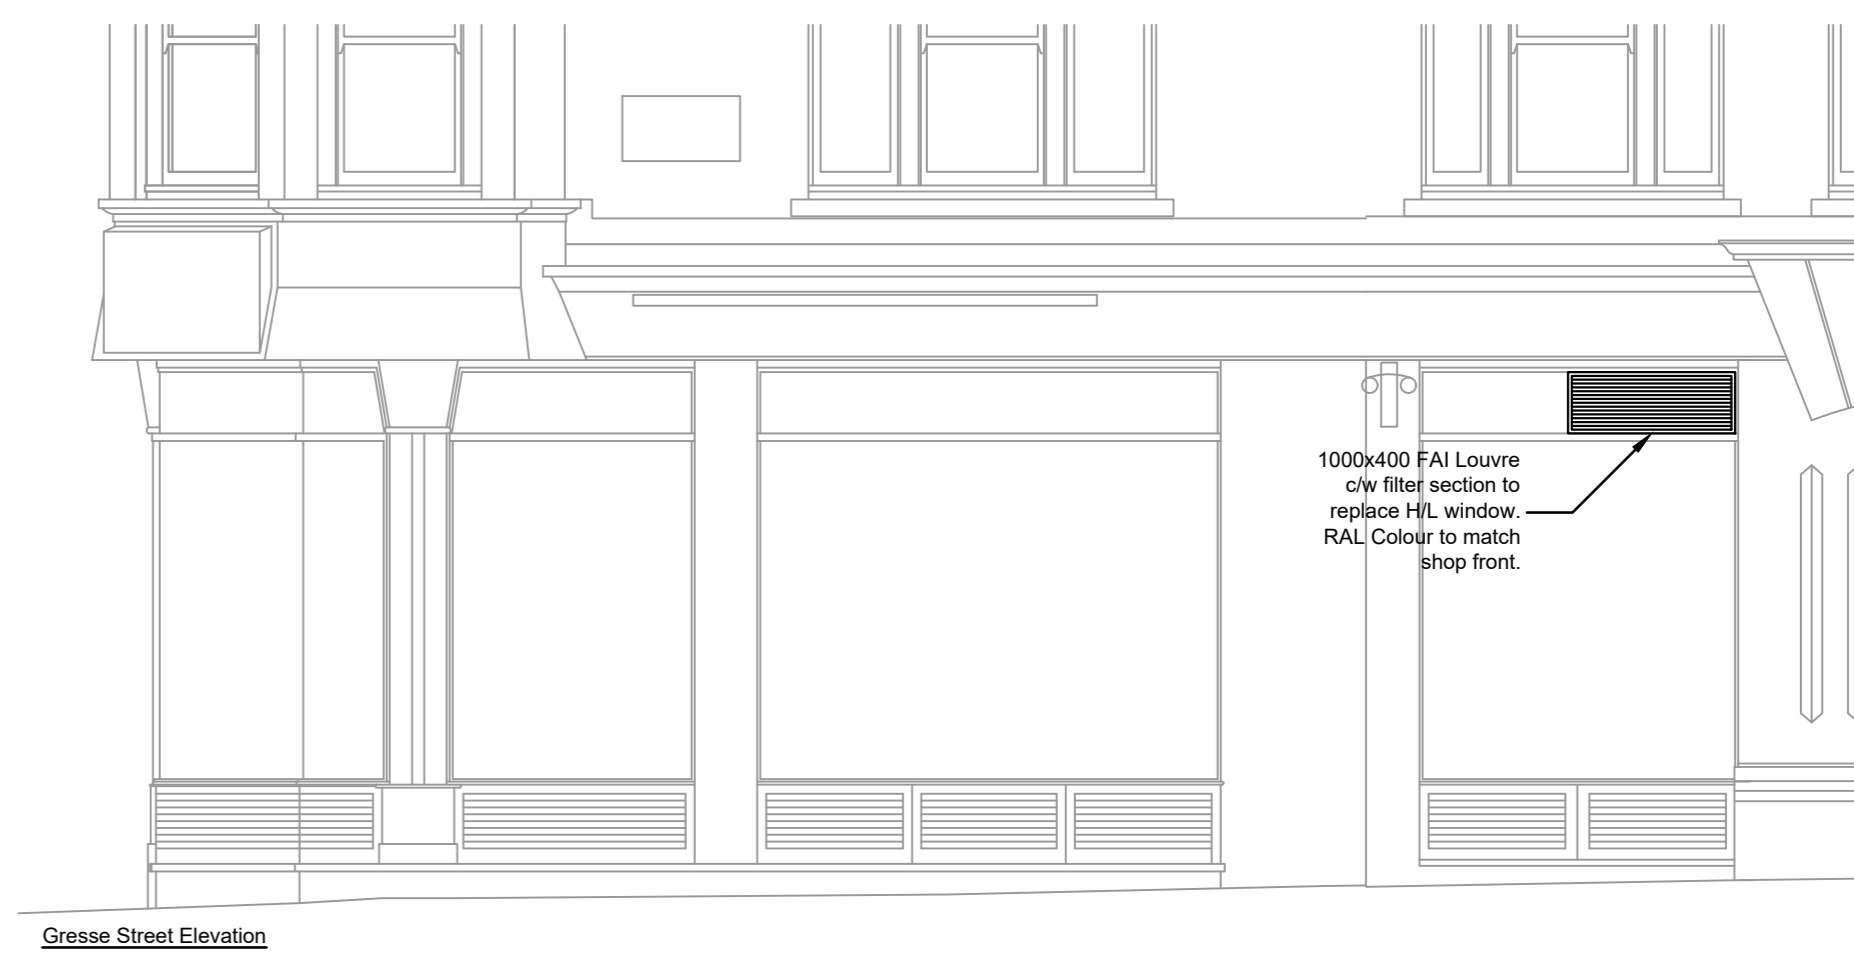 1000x400 FAI Louvre
c/w filter section to
replace H/L window.
RAL Colour to match
shop front.
Gresse Street Elevation